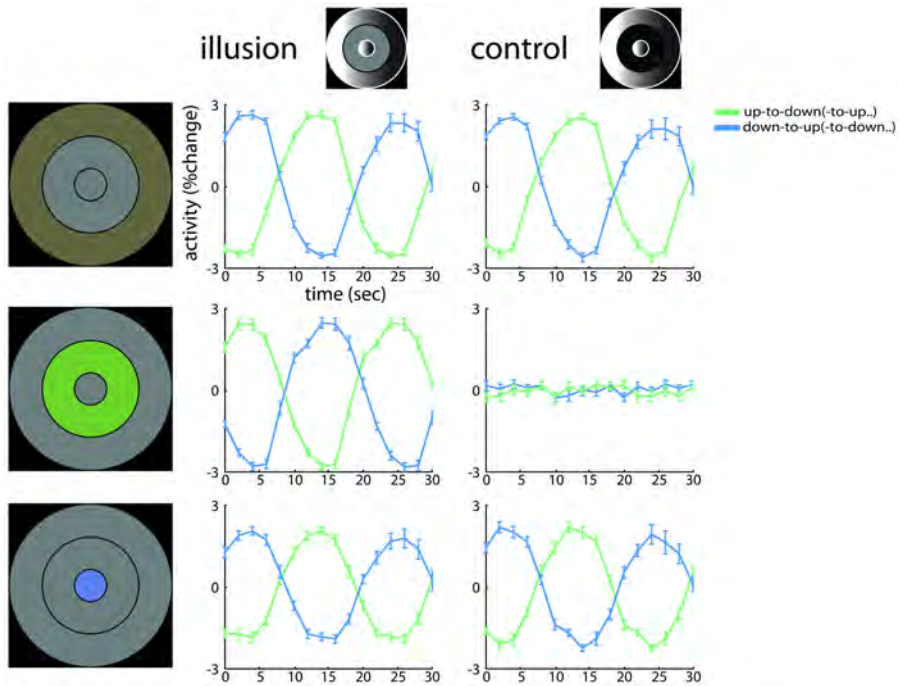 illusion
control
up-to-down(-to-up..)
down-to-up(-to-down..)
activity (%change)
3
0
-3
0 5 10 15 20 25 30
time (sec)
3
0
-3
0 5 10 15 20 25 30
3
0
-3
0 5 10 15 20 25 30
3
0
-3
0 5 10 15 20 25 30
3
0
-3
0 5 10 15 20 25 30
3
0
-3
0 5 10 15 20 25 30